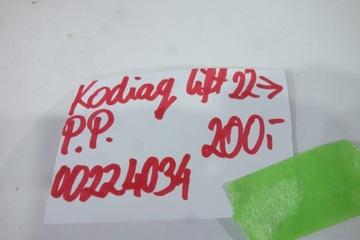 Kodiaq lift 22→
P.P. 200,-
00224034